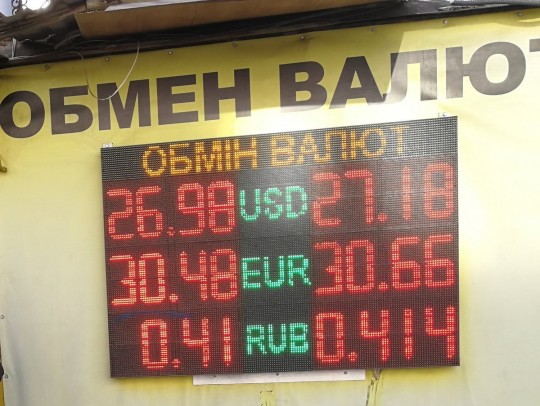 ОБМЕН ВАЛЮТ
ОБМІН ВАЛЮТ
26.98 USD 27.18
30.48 EUR 30.66
0.41 RUB 0.414